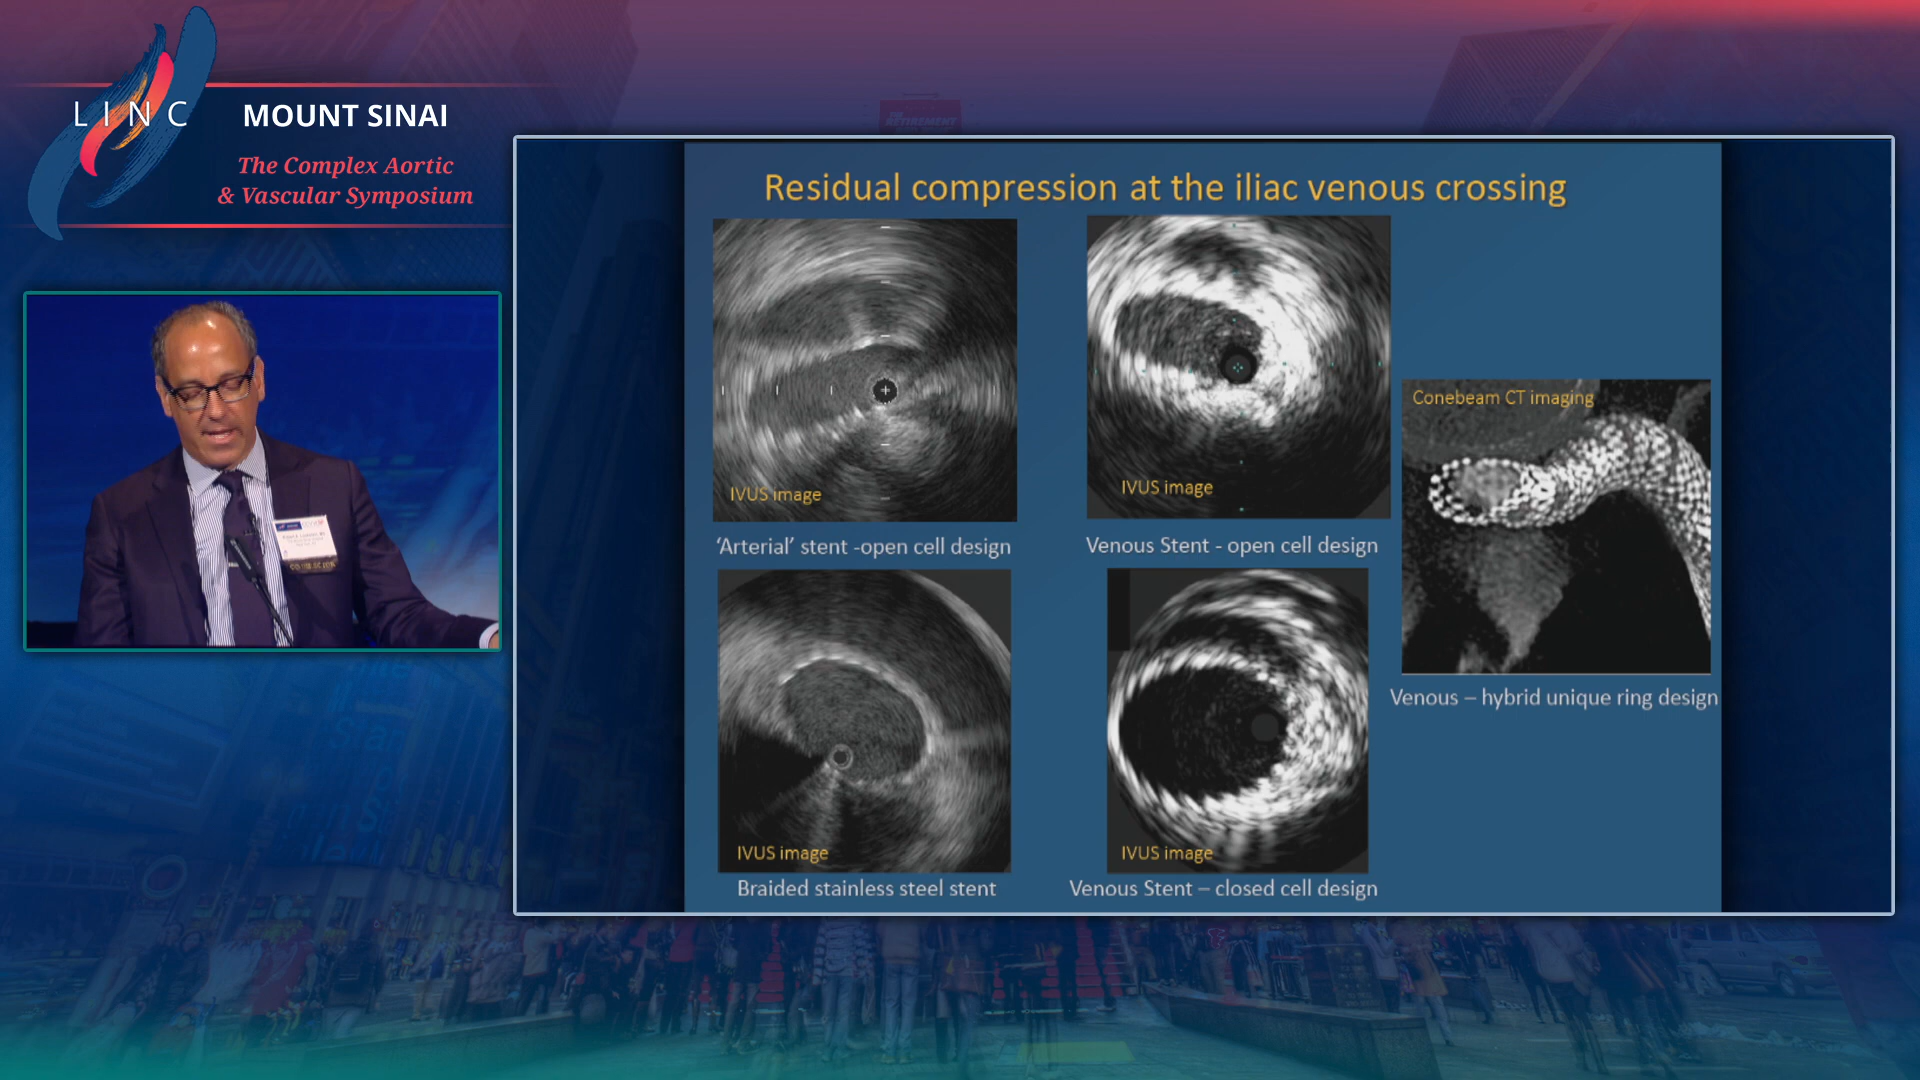 LINC
MOUNT SINAI
The Complex Aortic
& Vascular Symposium
RETIREMENT
Residual compression at the iliac venous crossing
IVUS image
'Arterial' stent -open cell design
IVUS image
Venous Stent - open cell design
Conebeam CT imaging
Venous – hybrid unique ring design
IVUS image
Braided stainless steel stent
IVUS image
Venous Stent – closed cell design